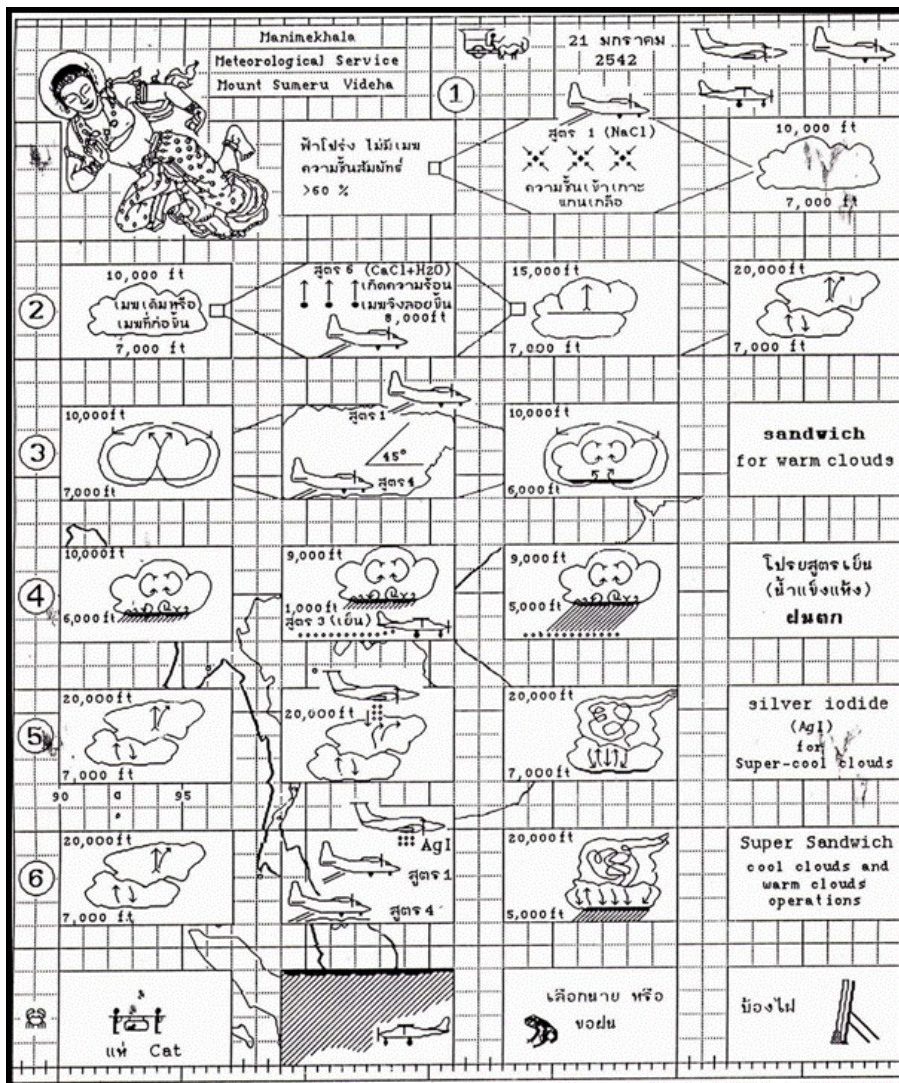 Manimekhala
Meteorological Service
Mount Sumeru Videha
21 มกราคม
2542
1
ฟ้าโปร่ง ไม่มีเมฆ
ความชื้นสัมพัทธ์
>60 %
สูตร 1 (NaCl)
ความชื้นเข้าเกาะ
แกนเกลือ
10,000 ft
7,000 ft
2
10,000 ft
เมฆเดิมหรือ
เมฆที่ก่อขึ้น
7,000 ft
สูตร 6 (CaCl+H2O)
เกิดความร้อน
เมฆจึงลอยขึ้น
8,000ft
15,000ft
7,000 ft
20,000ft
7,000 ft
3
10,000ft
7,000ft
สูตร 1
45°
สูตร 4
10,000ft
6,000ft
sandwich
for warm clouds
4
10,000ft
6,000ft
9,000ft
1,000ft
สูตร 3 (เย็น)
9,000ft
5,000ft
โปรยสูตรเย็น
(น้ำแข็งแห้ง)
ฝนตก
5
20,000ft
7,000 ft
20,000ft
20,000ft
7,000ft
silver iodide
(AgI)
for
Super-cool clouds
90
95
6
20,000ft
7,000 ft
AgI
สูตร 1
สูตร 4
20,000ft
5,000ft
Super Sandwich
cool clouds and
warm clouds
operations
แห่ Cat
เลือกนาย หรือ
ขอฝน
บ้องไฟ